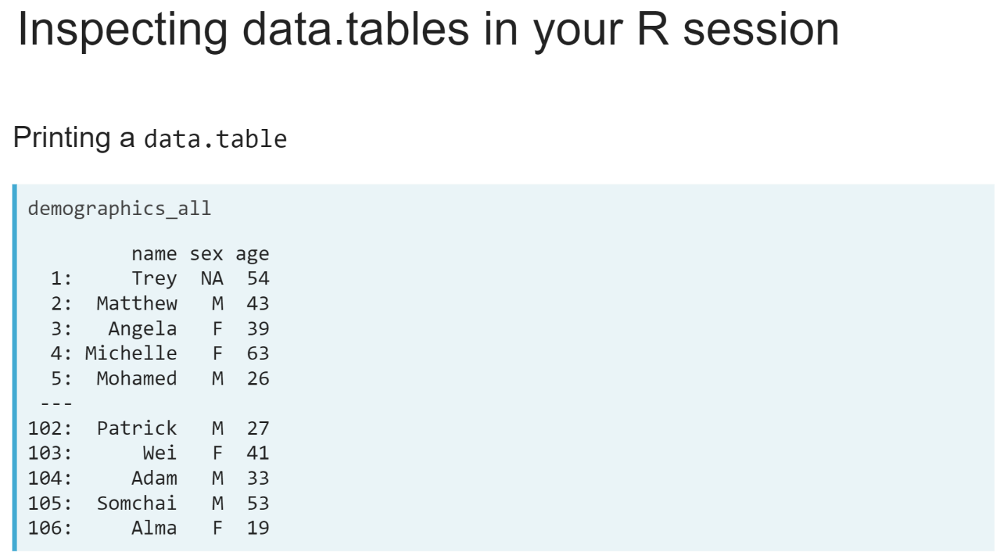 Inspecting data.tables in your R session
Printing a data.table
demographics_all
name sex age
1: Trey NA 54
2: Matthew M 43
3: Angela F 39
4: Michelle F 63
5: Mohamed M 26
---
102: Patrick M 27
103: Wei F 41
104: Adam M 33
105: Somchai M 53
106: Alma F 19